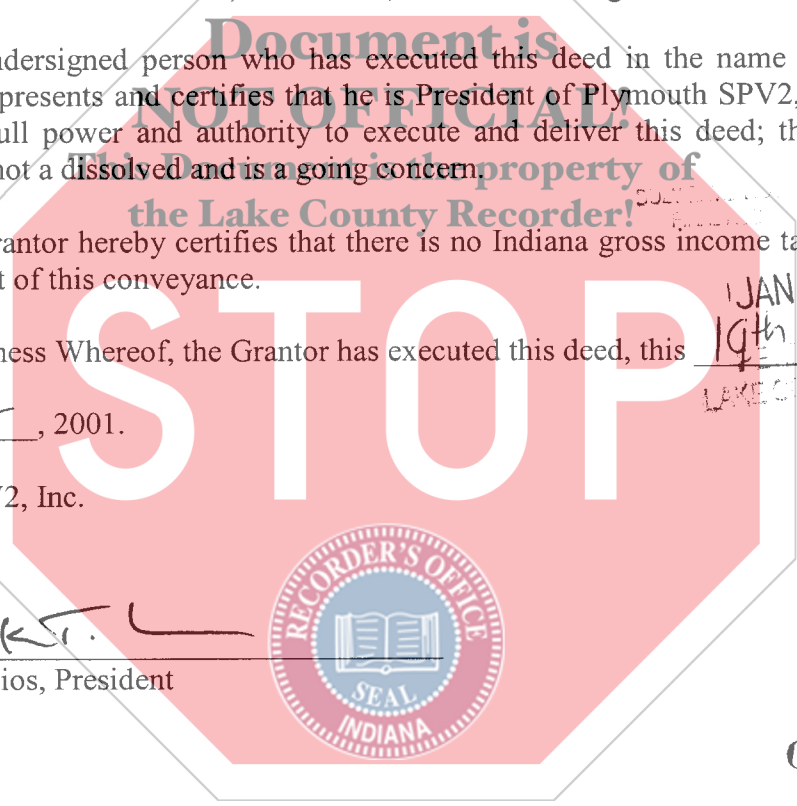 Document is
ndersigned person who has executed this deed in the name
presents and certifies that he is President of Plymouth SPV2,
NOT OFFICIAL!
ull power and authority to execute and deliver this deed; th
This Document is the property of
not a dissolved and is a going concern.
the Lake County Recorder!
rantor hereby certifies that there is no Indiana gross income ta
t of this conveyance.
JAN
ness Whereof, the Grantor has executed this deed, this 19th
LAKE
STOP
, 2001.
V2, Inc.
RECORDER'S OFFICE
K T.
ios, President
SEAL
INDIANA